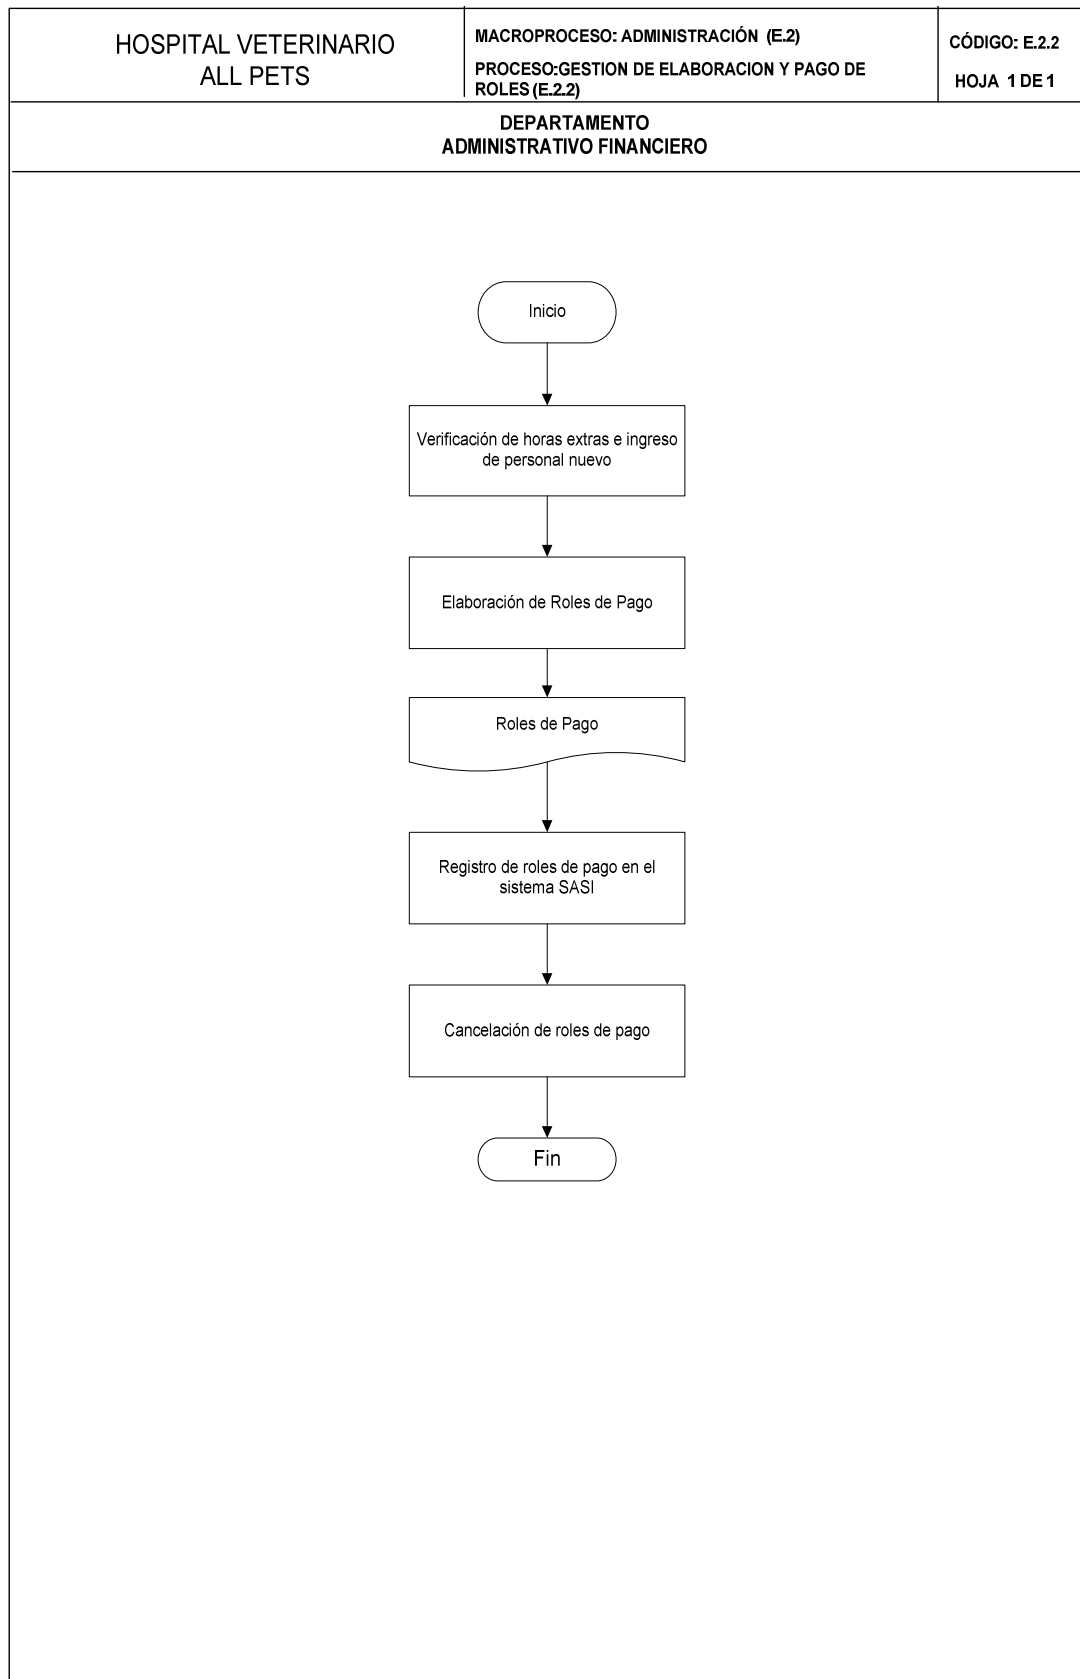 HOSPITAL VETERINARIO
ALL PETS
MACROPROCESO: ADMINISTRACIÓN (E.2)
PROCESO:GESTION DE ELABORACION Y PAGO DE
ROLES (E.2.2)
CÓDIGO: E.2.2
HOJA 1 DE 1
DEPARTAMENTO
ADMINISTRATIVO FINANCIERO
Inicio
Verificación de horas extras e ingreso
de personal nuevo
Elaboración de Roles de Pago
Roles de Pago
Registro de roles de pago en el
sistema SASI
Cancelación de roles de pago
Fin